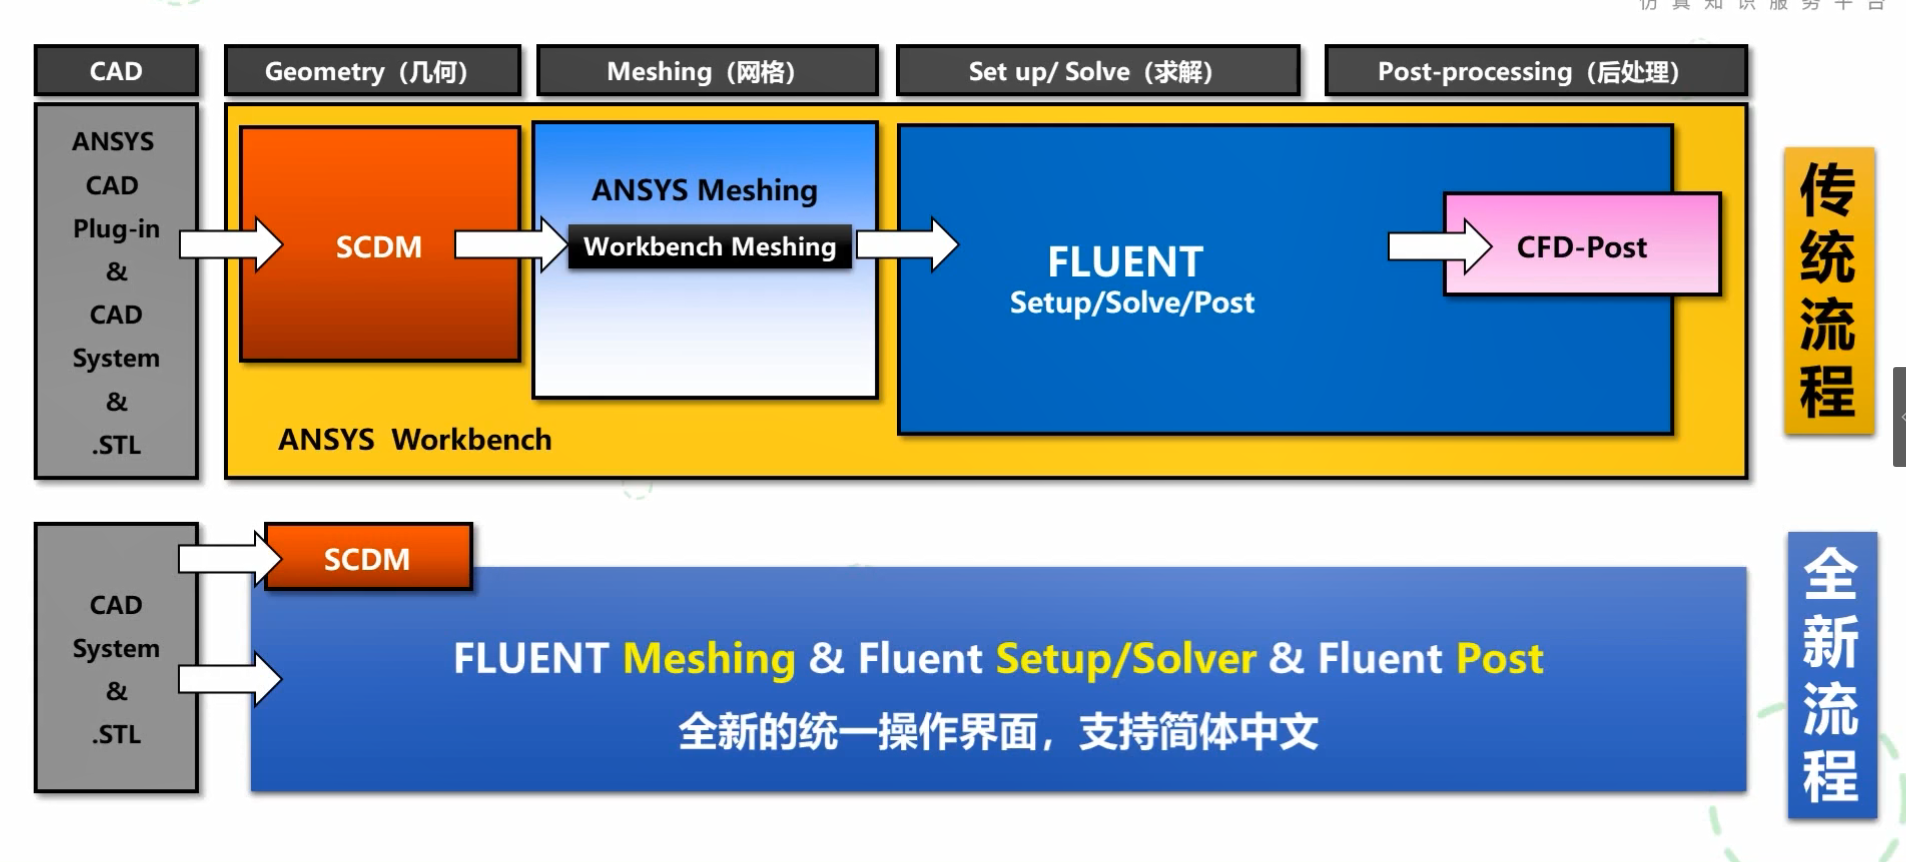 仿真知识服务平台
CAD
Geometry（几何）
Meshing（网格）
Set up/ Solve（求解）
Post-processing（后处理）
ANSYS
CAD
Plug-in
&
CAD
System
&
.STL
SCDM
ANSYS Meshing
Workbench Meshing
FLUENT
Setup/Solve/Post
CFD-Post
ANSYS Workbench
传统流程
CAD
System
&
.STL
SCDM
FLUENT Meshing & Fluent Setup/Solver & Fluent Post
全新的统一操作界面，支持简体中文
全新流程